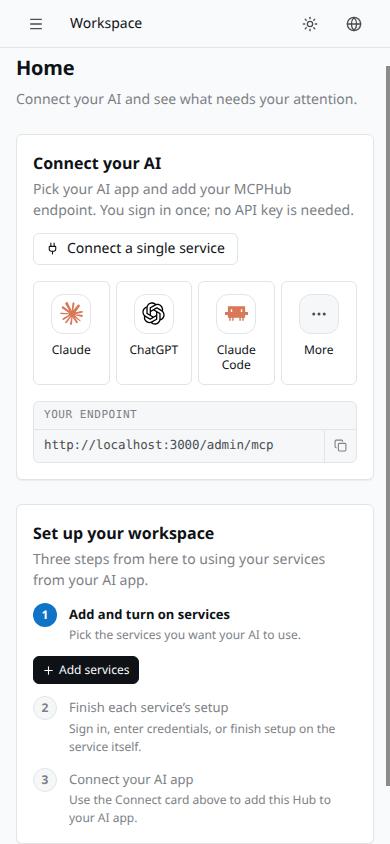 Workspace
Home
Connect your AI and see what needs your attention.
Connect your AI
Pick your AI app and add your MCPHub
endpoint. You sign in once; no API key is needed.
Connect a single service
Claude
ChatGPT
Claude
Code
More
YOUR ENDPOINT
http://localhost:3000/admin/mcp
Set up your workspace
Three steps from here to using your services
from your AI app.
1
Add and turn on services
Pick the services you want your AI to use.
+ Add services
2
Finish each service’s setup
Sign in, enter credentials, or finish setup on the
service itself.
3
Connect your AI app
Use the Connect card above to add this Hub to
your AI app.